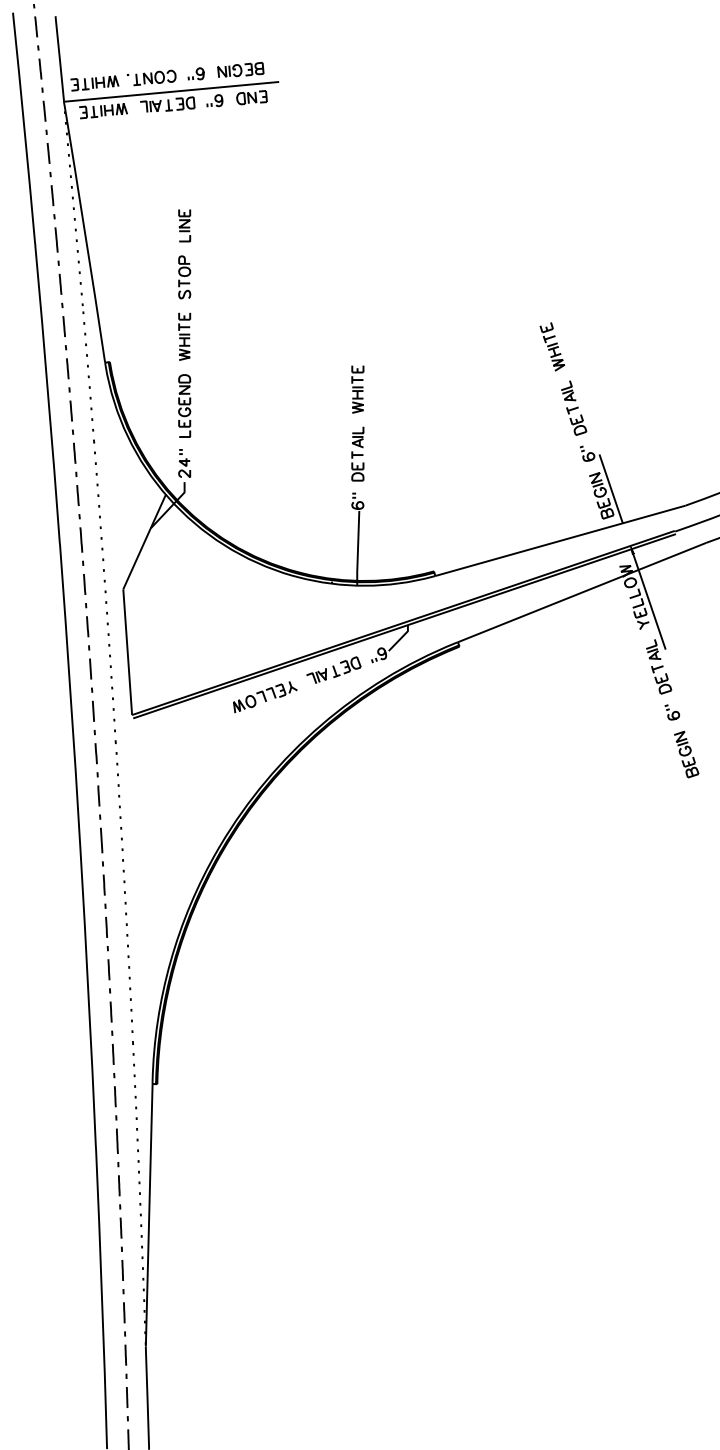 BEGIN 6" CONT. WHITE
END 6" DETAIL WHITE
24" LEGEND WHITE STOP LINE
6" DETAIL WHITE
BEGIN 6" DETAIL WHITE
6" DETAIL YELLOW
BEGIN 6" DETAIL YELLOW